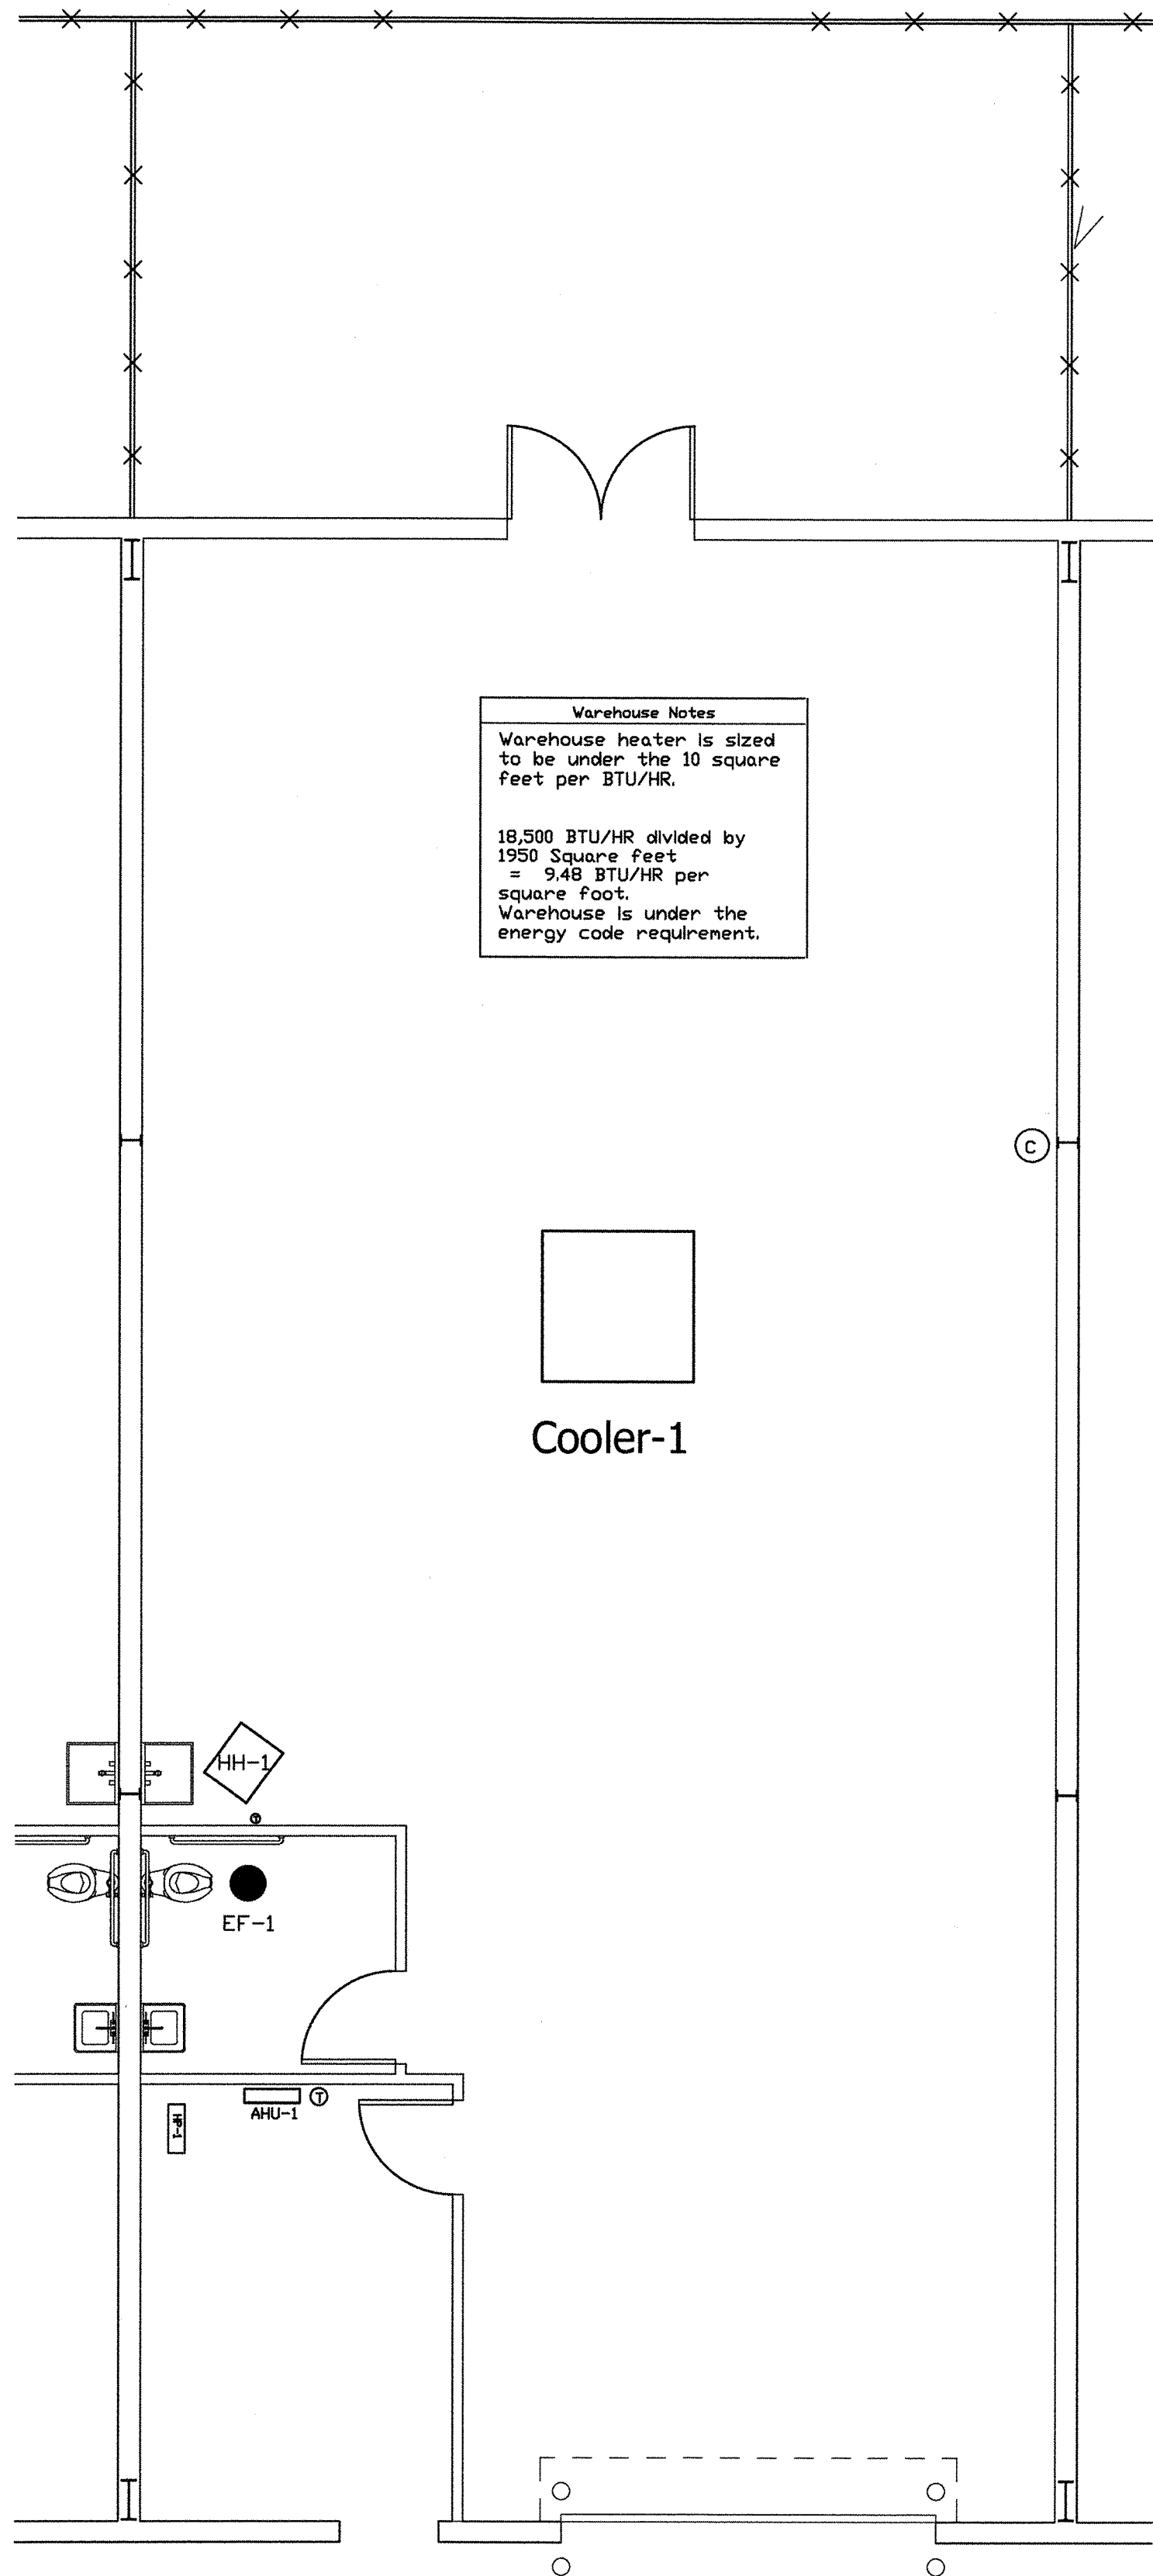 Warehouse Notes
Warehouse heater is sized
to be under the 10 square
feet per BTU/HR.
18,500 BTU/HR divided by
1950 Square feet
= 9.48 BTU/HR per
square foot.
Warehouse is under the
energy code requirement.
C
Cooler-1
HH-1
T
EF-1
T
AHU-1
HP-1